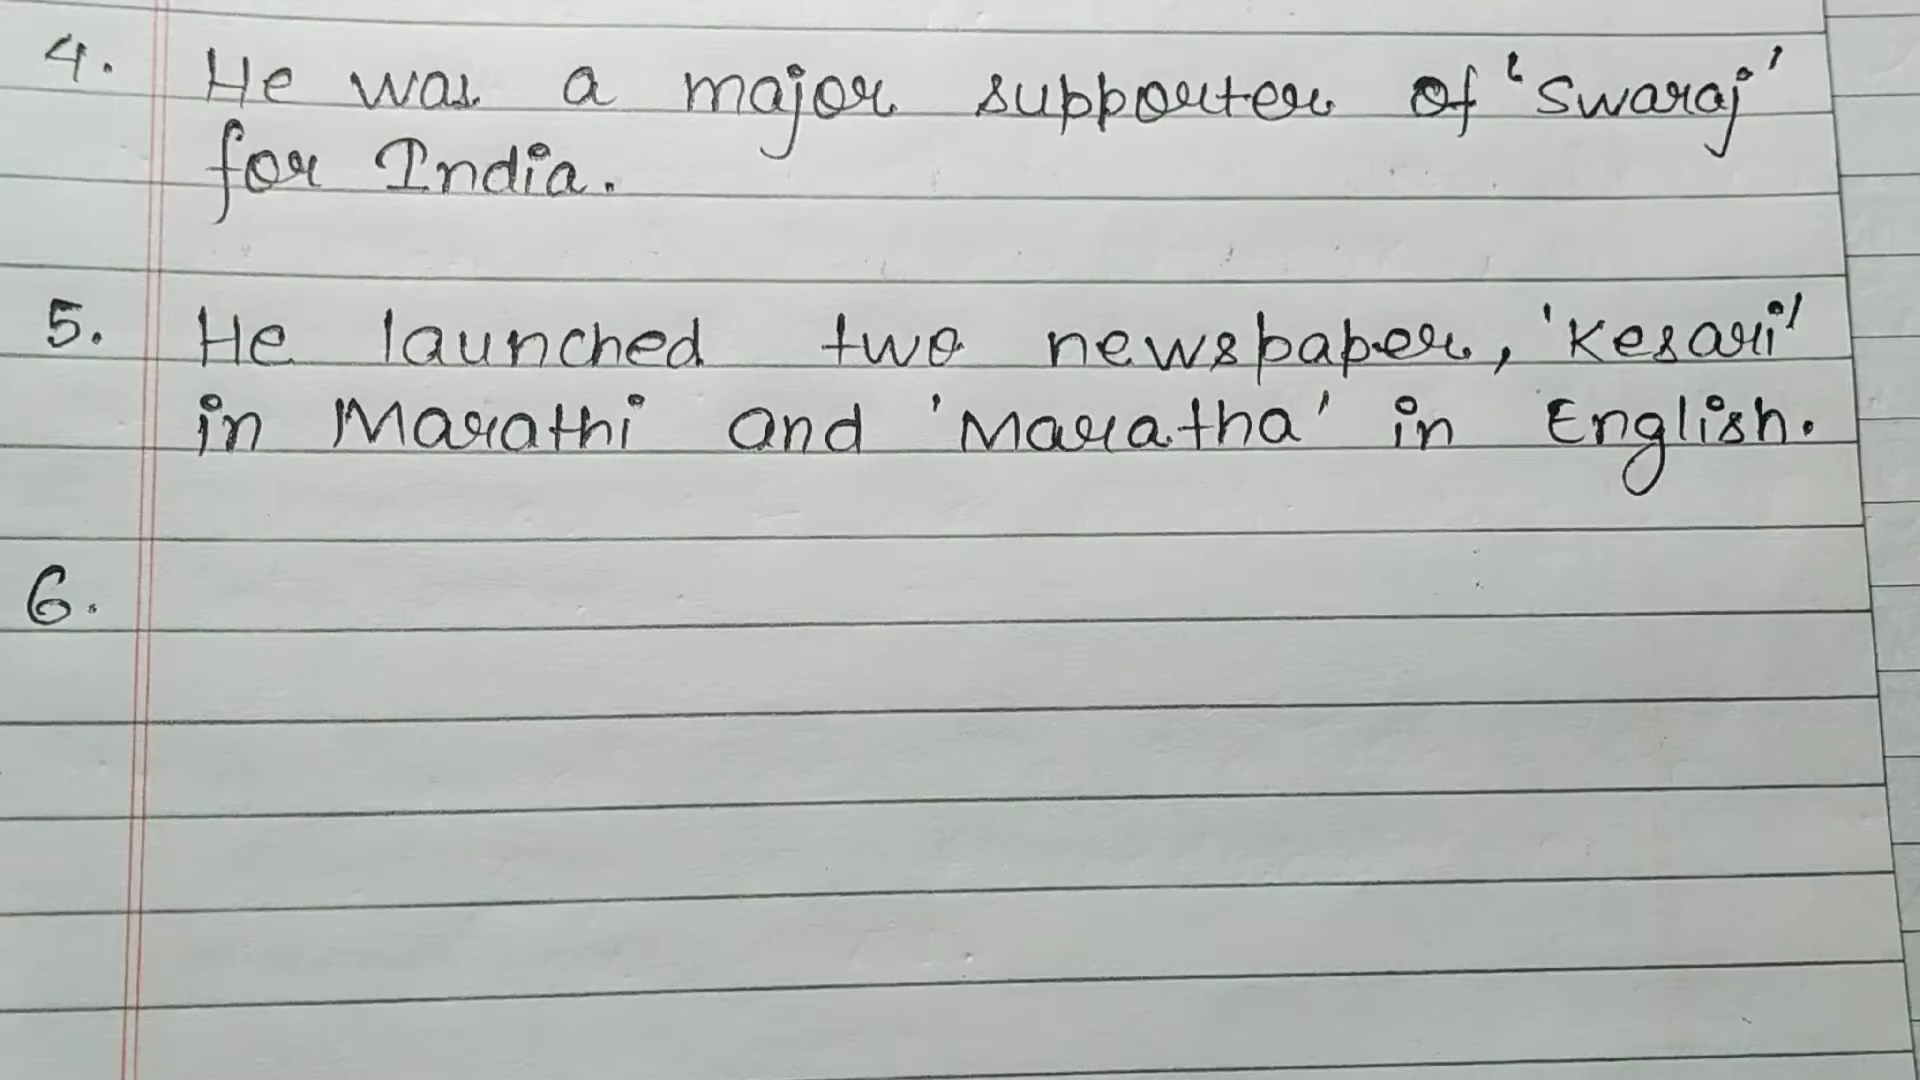 4. He was a major supporter of 'Swaraj'
for India.
5. He launched two newspaper, 'Kesari'
in Marathi and 'Maratha' in English.
6.